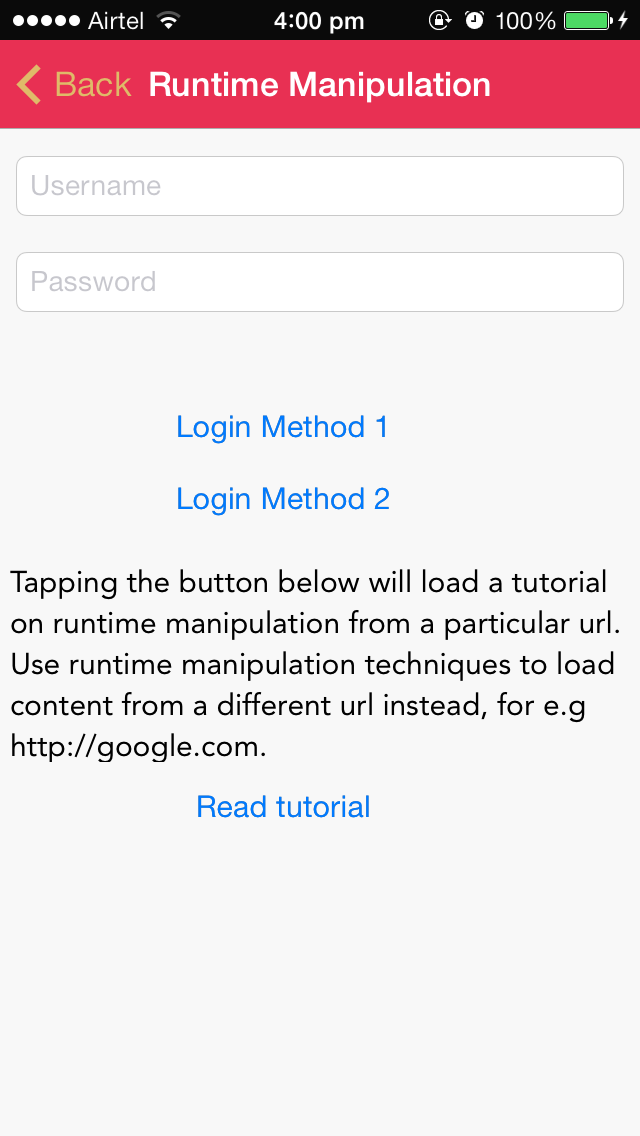 Airtel 4:00 pm 100%
Back Runtime Manipulation
Username
Password
Login Method 1
Login Method 2
Tapping the button below will load a tutorial
on runtime manipulation from a particular url.
Use runtime manipulation techniques to load
content from a different url instead, for e.g
http://google.com.
Read tutorial